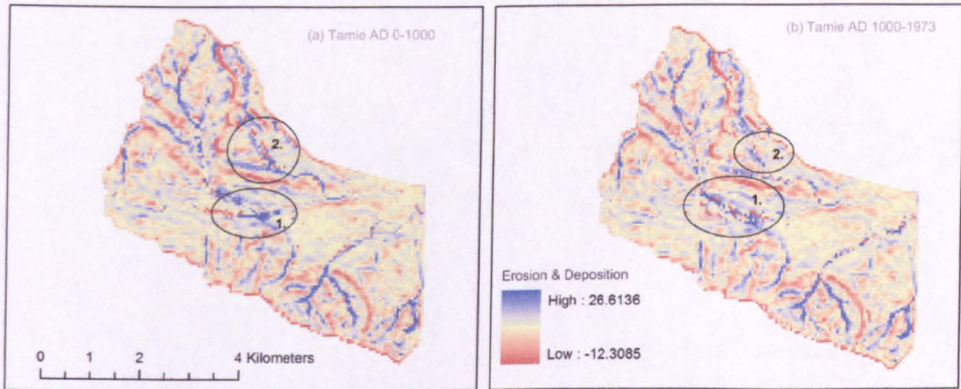 (a) Tamie AD 0-1000
2.
1.
0 1 2 4 Kilometers
(b) Tamie AD 1000-1973
2.
1.
Erosion & Deposition
High : 26.6136
Low : -12.3085